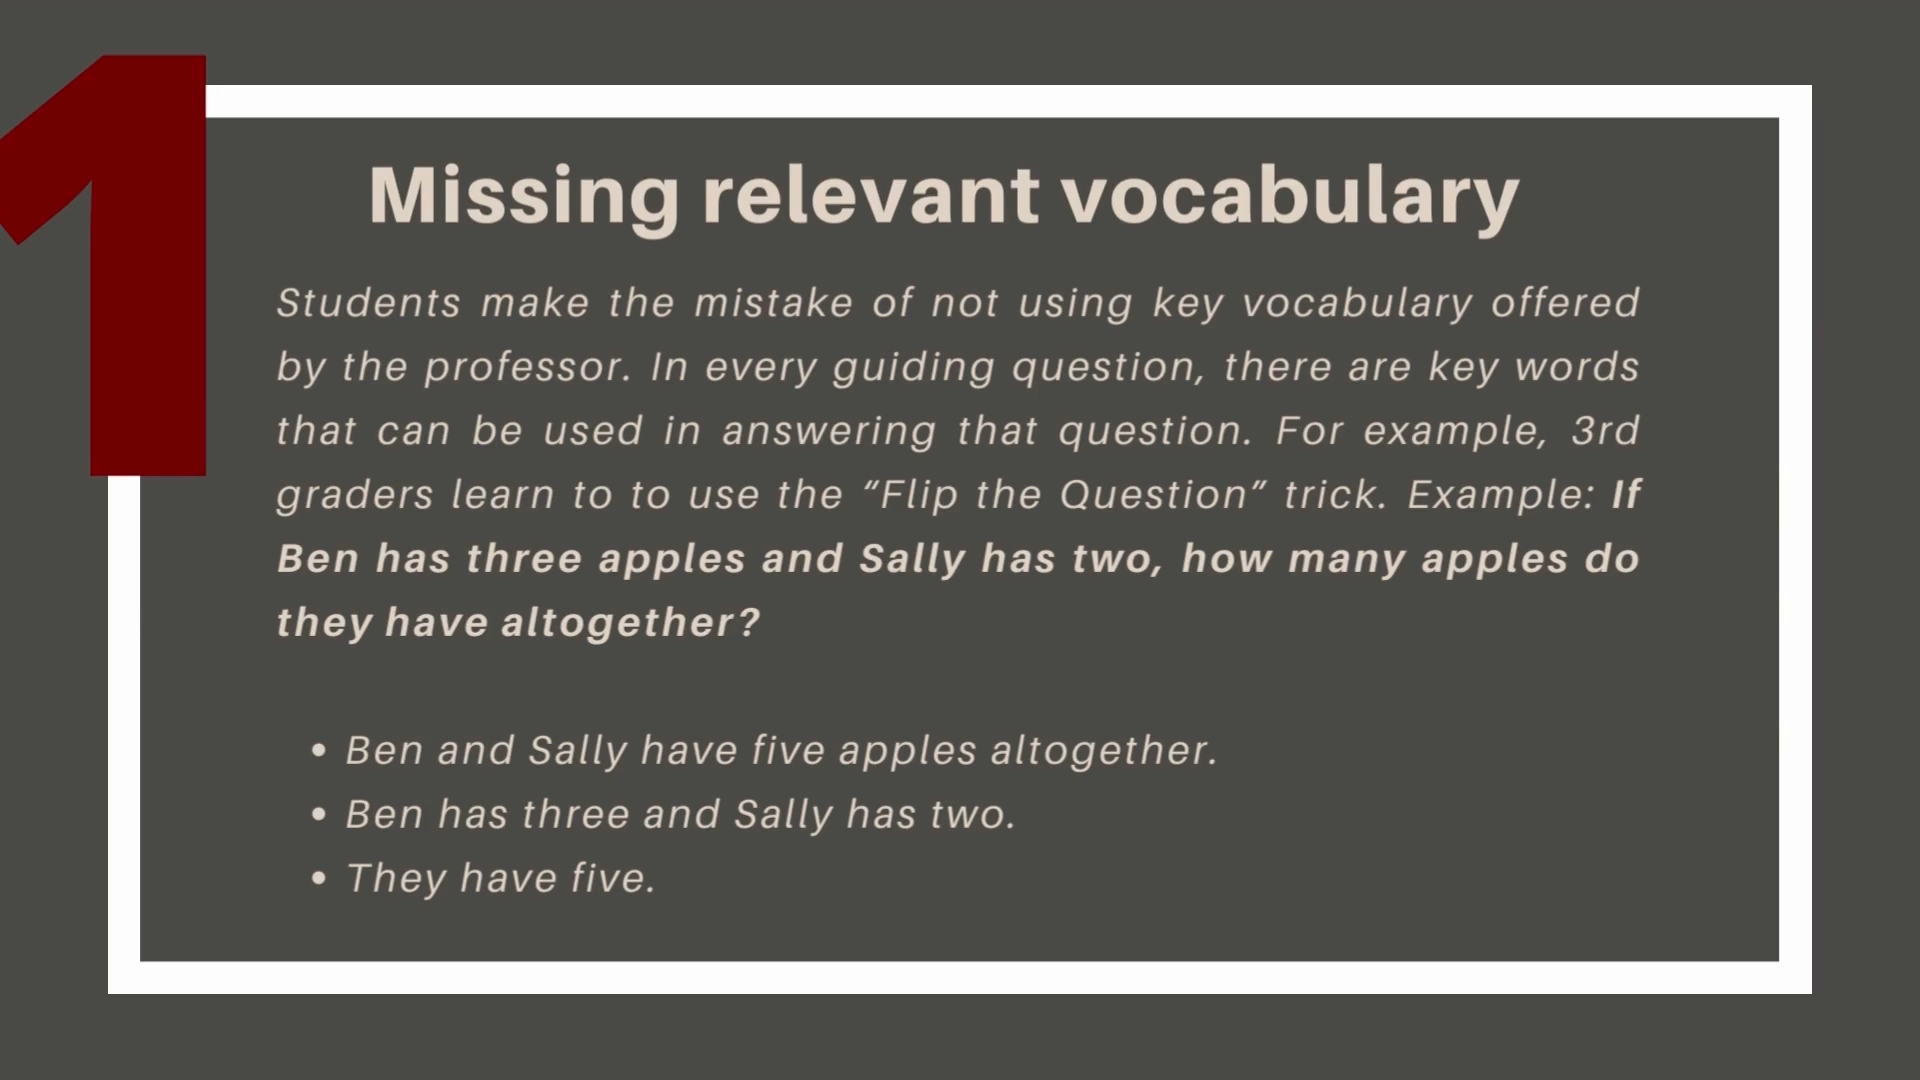 1
Missing relevant vocabulary
Students make the mistake of not using key vocabulary offered
by the professor. In every guiding question, there are key words
that can be used in answering that question. For example, 3rd
graders learn to to use the “Flip the Question” trick. Example: If
Ben has three apples and Sally has two, how many apples do
they have altogether?
• Ben and Sally have five apples altogether.
• Ben has three and Sally has two.
• They have five.